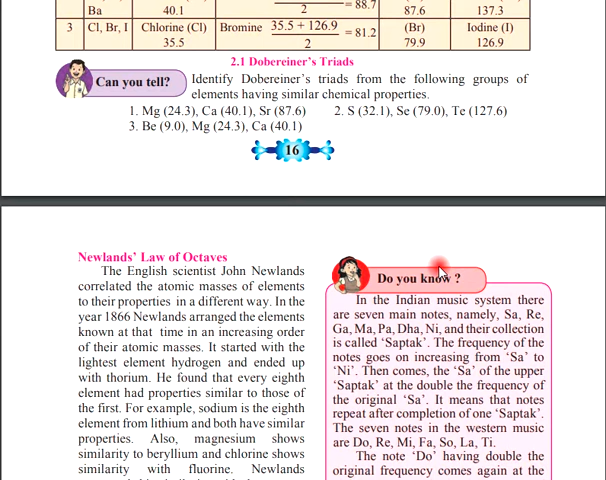 = 88.7
2
Ba
40.1
87.6
137.3
3 Cl, Br, I Chlorine (Cl) Bromine 35.5 + 126.9 = 81.2 (Br) Iodine (I)
35.5
2
79.9
126.9
2.1 Dobereiner's Triads
Can you tell?
Identify Dobereiner's triads from the following groups of
elements having similar chemical properties.
1. Mg (24.3), Ca (40.1), Sr (87.6) 2. S (32.1), Se (79.0), Te (127.6)
3. Be (9.0), Mg (24.3), Ca (40.1)
16
Newlands' Law of Octaves
The English scientist John Newlands
correlated the atomic masses of elements
to their properties in a different way. In the
year 1866 Newlands arranged the elements
known at that time in an increasing order
of their atomic masses. It started with the
lightest element hydrogen and ended up
with thorium. He found that every eighth
element had properties similar to those of
the first. For example, sodium is the eighth
element from lithium and both have similar
properties. Also, magnesium shows
similarity to beryllium and chlorine shows
similarity with fluorine. Newlands
Do you know ?
In the Indian music system there
are seven main notes, namely, Sa, Re,
Ga, Ma, Pa, Dha, Ni, and their collection
is called 'Saptak'. The frequency of the
notes goes on increasing from 'Sa' to
'Ni'. Then comes, the 'Sa' of the upper
'Saptak' at the double the frequency of
the original 'Sa'. It means that notes
repeat after completion of one 'Saptak'.
The seven notes in the western music
are Do, Re, Mi, Fa, So, La, Ti.
The note 'Do' having double the
original frequency comes again at the